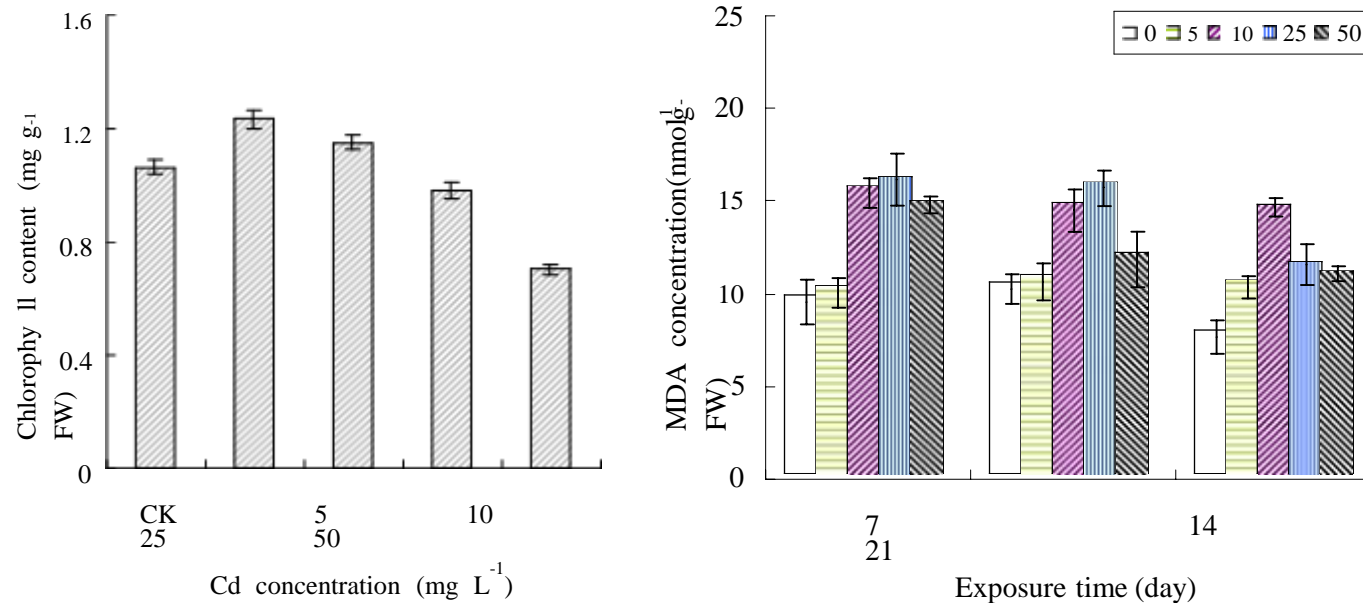 1.6
1.2
0.8
0.4
0
Chlorophy ll content (mg g-1
FW)
CK 5 10
25 50
Cd concentration (mg L-1)
25
20
15
10
5
0
MDA concentration(nmolg-1
FW)
0 5 10 25 50
7 14
21
Exposure time (day)